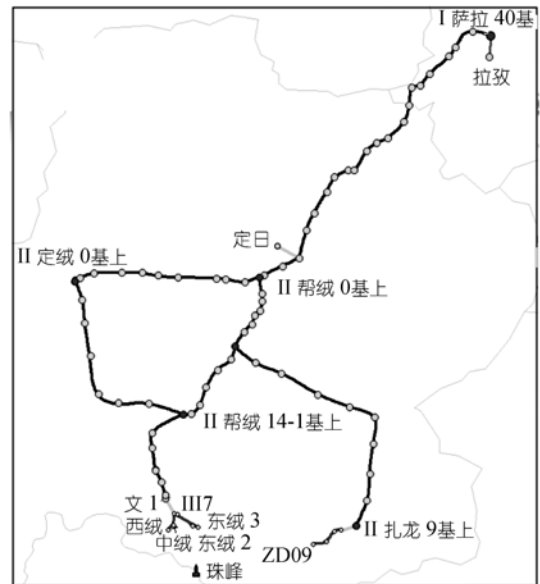 I 萨拉 40基
拉孜
定日
II 定绒 0基上
II 帮绒 0基上
II 帮绒 14-1基上
文 1
III7
西绒
东绒 3
中绒 东绒 2
II 扎龙 9基上
ZD09
珠峰